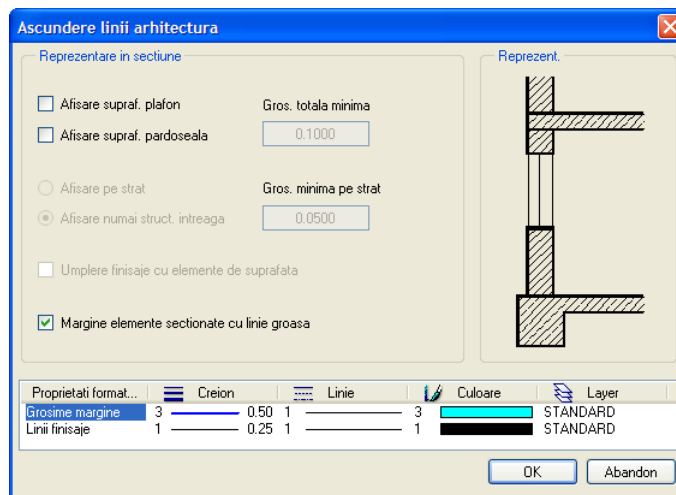 Ascundere linii arhitectura
Reprezentare in sectiune
Reprezent.
Afisare supraf. plafon
Gros. totala minima
Afisare supraf. pardoseala
0.1000
Afisare pe strat
Gros. minima pe strat
Afisare numai struct. intreaga
0.0500
Umplere finisaje cu elemente de suprafata
Margine elemente sectionate cu linie groasa
Proprietati format... Creion Linie Culoare Layer
Grosime margine 3 0.50 1 3 STANDARD
Linii finisaje 1 0.25 1 1 STANDARD
OK Abandon